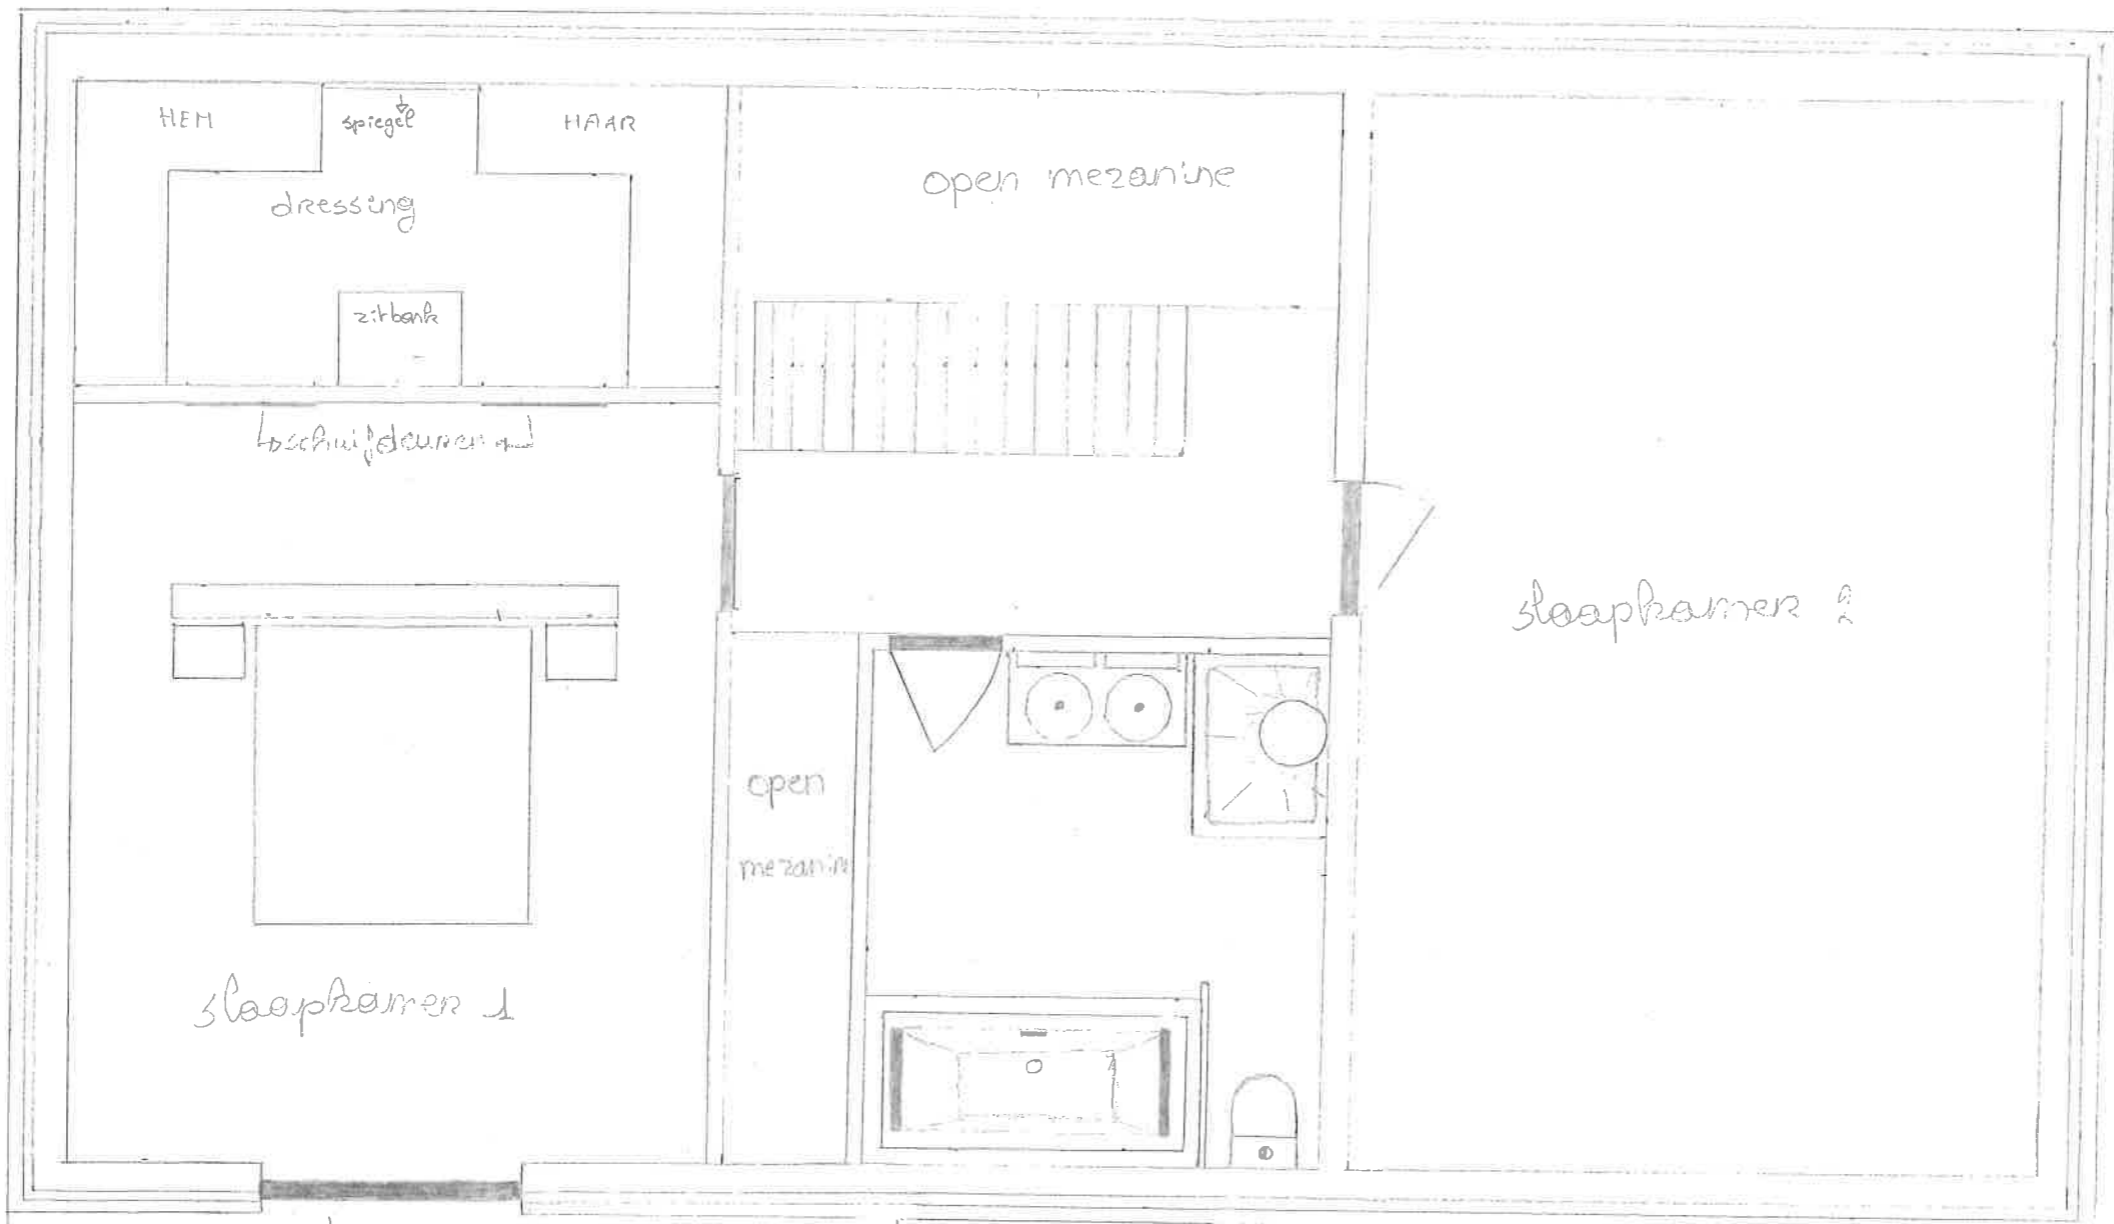 HEM
spiegel
HAAR
dressing
zitbank
schuifdeuren
open mezanine
slaapkamer 2
open
mezanin
slaapkamer 1